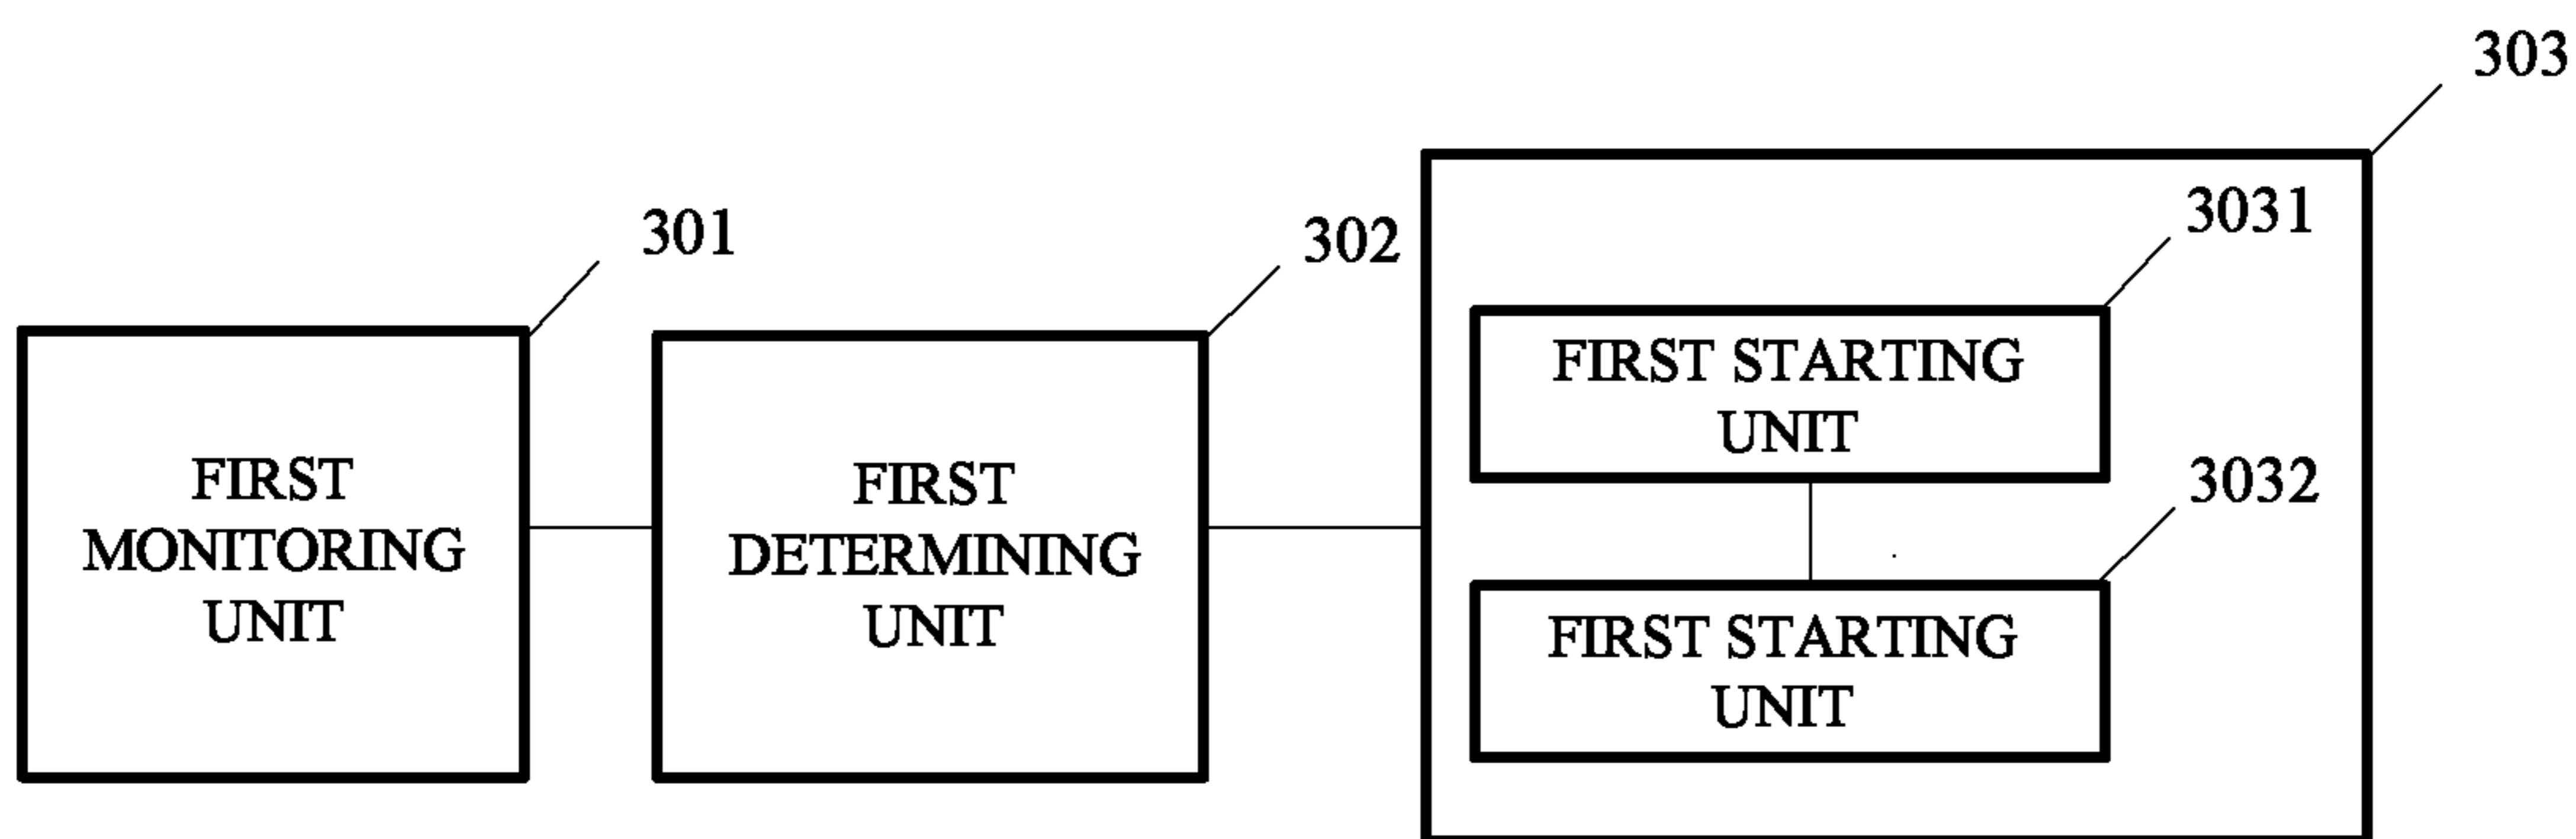 303
3031
301
302
FIRST STARTING
UNIT
3032
FIRST
MONITORING
UNIT
FIRST
DETERMINING
UNIT
FIRST STARTING
UNIT